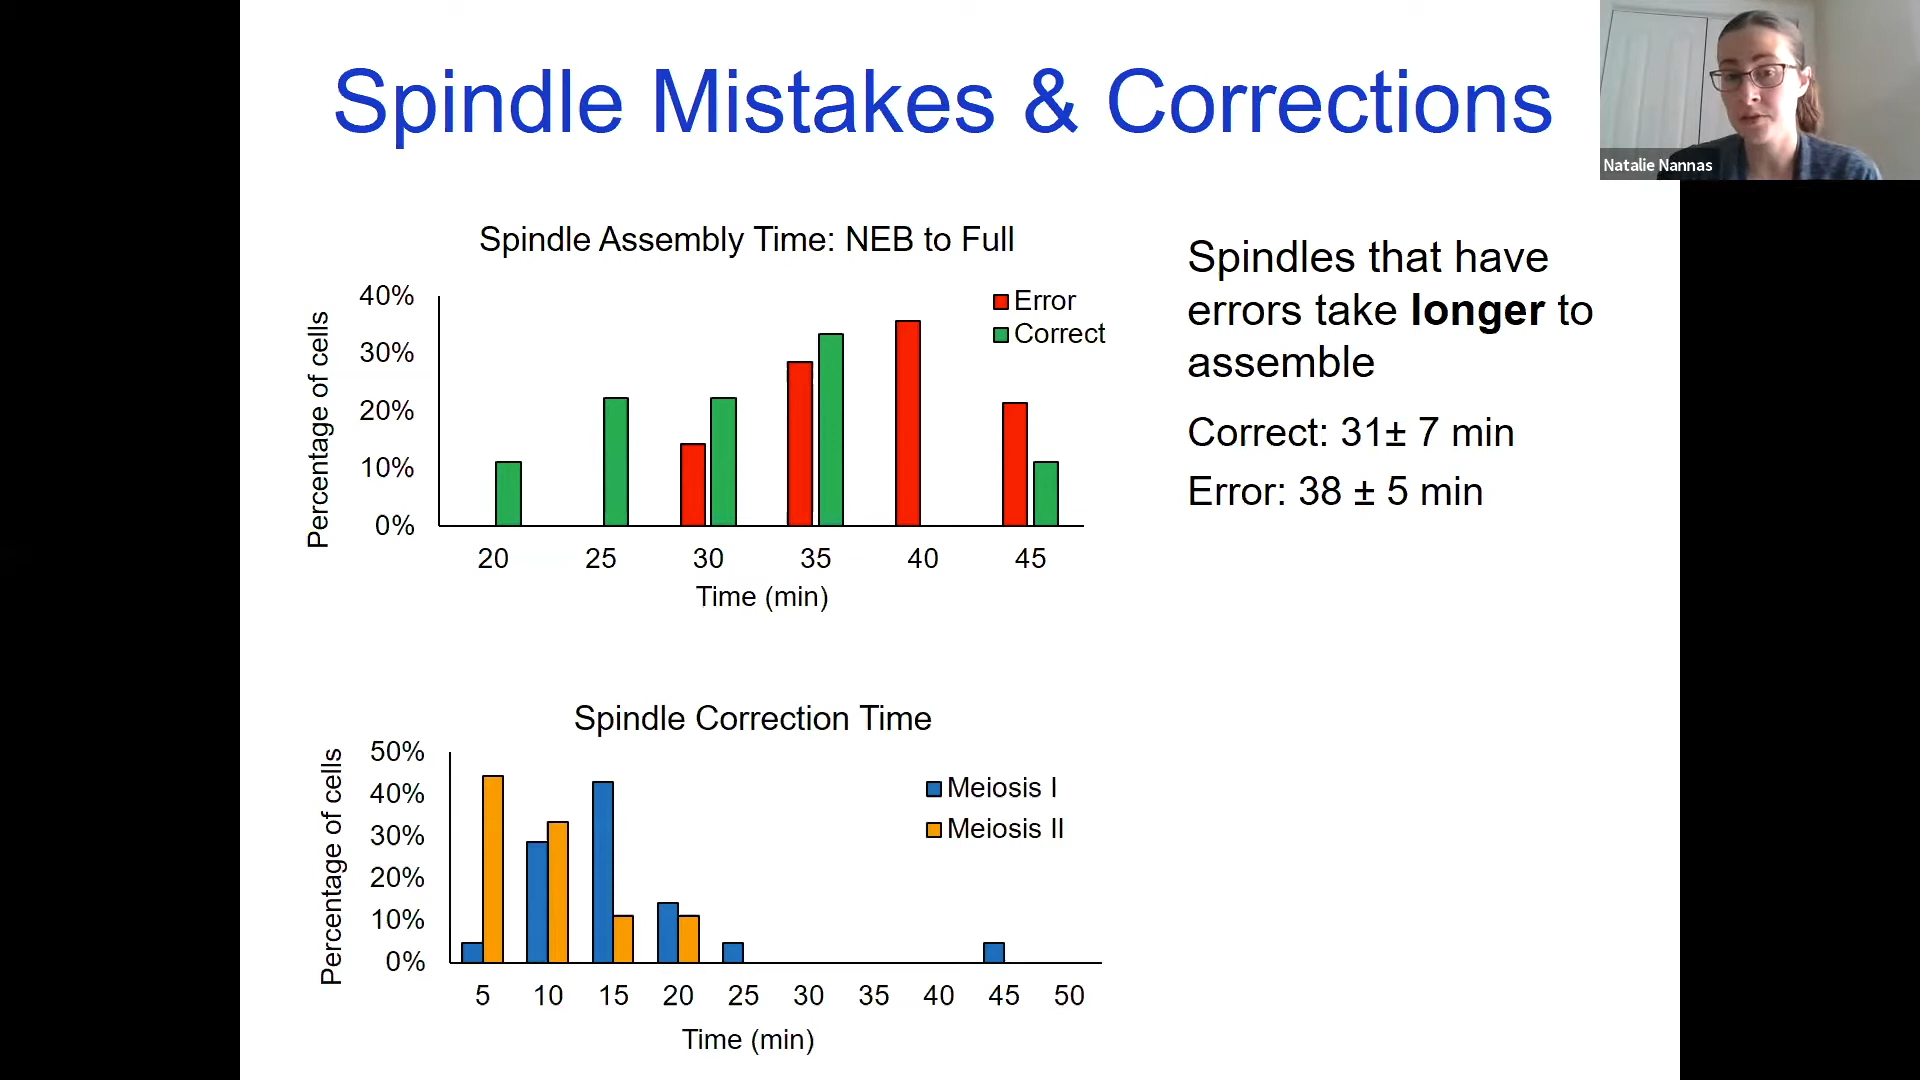 Spindle Mistakes & Corrections
Natalie Nannas
Spindle Assembly Time: NEB to Full
Percentage of cells
40%
30%
20%
10%
0%
Error
Correct
20 25 30 35 40 45
Time (min)
Spindles that have
errors take longer to
assemble
Correct: 31± 7 min
Error: 38 ± 5 min
Spindle Correction Time
Percentage of cells
50%
40%
30%
20%
10%
0%
Meiosis I
Meiosis II
5 10 15 20 25 30 35 40 45 50
Time (min)